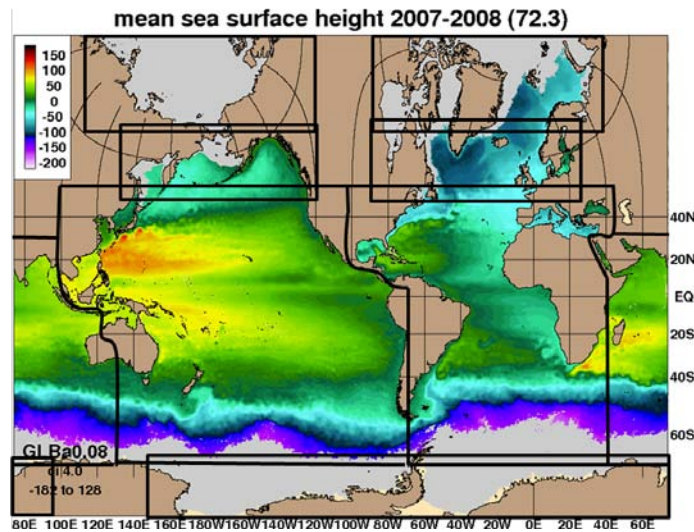 mean sea surface height 2007-2008 (72.3)
150
100
50
0
-50
-100
-150
-200
40N
20N
EQ
20S
40S
60S
GLBa0.08
-182 to 128
80E 100E 120E 140E 160E 180W 160W 140W 120W 100W 80W 60W 40W 20W 0E 20E 40E 60E